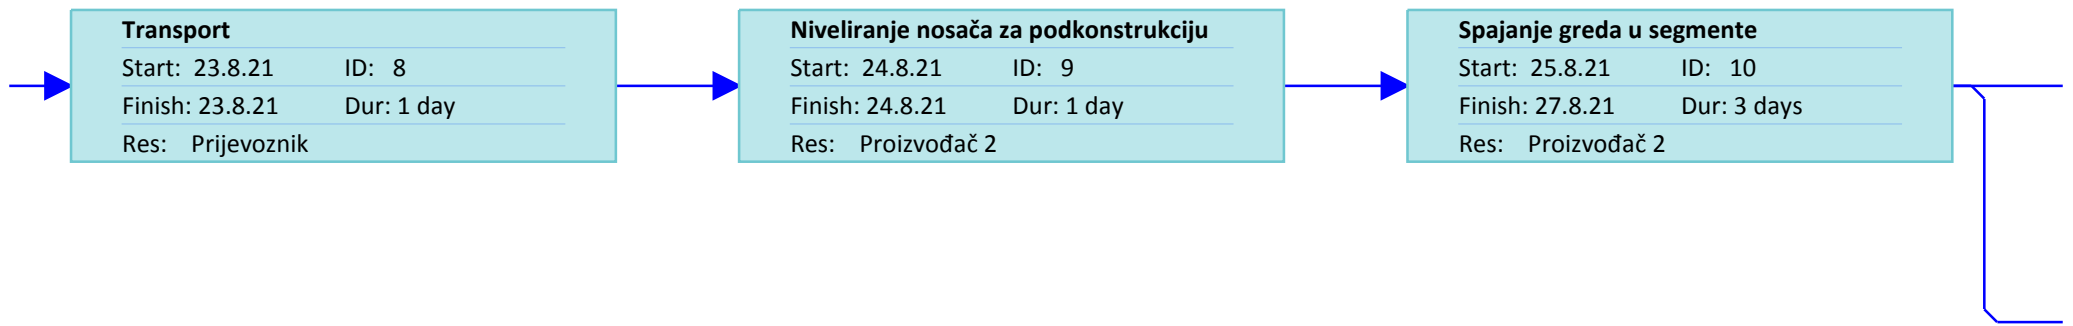 Transport
Start: 23.8.21 ID: 8
Finish: 23.8.21 Dur: 1 day
Res: Prijevoznik
Niveliranje nosača za podkonstrukciju
Start: 24.8.21 ID: 9
Finish: 24.8.21 Dur: 1 day
Res: Proizvođač 2
Spajanje greda u segmente
Start: 25.8.21 ID: 10
Finish: 27.8.21 Dur: 3 days
Res: Proizvođač 2